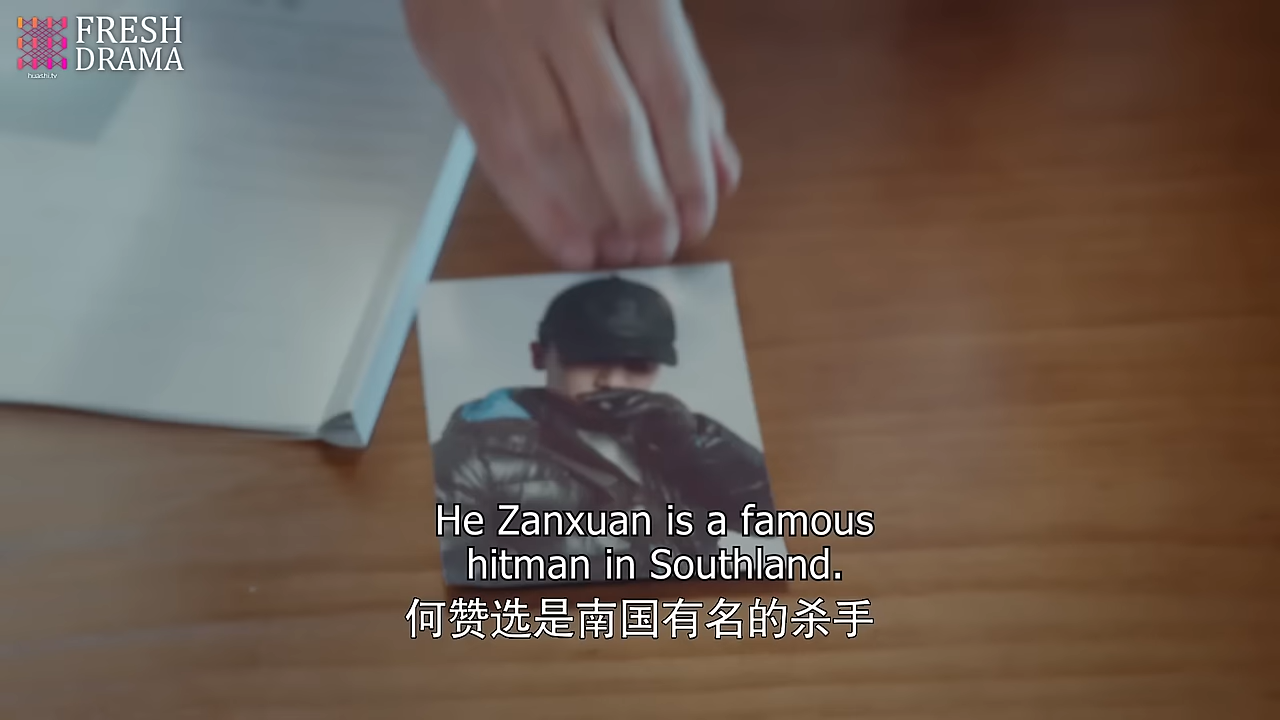 FRESH
DRAMA
huashi.tv
He Zanxuan is a famous
hitman in Southland.
何赞选是南国有名的杀手